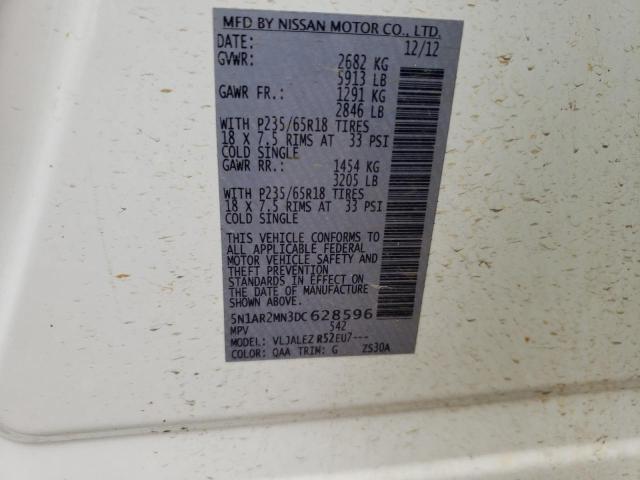 MFD BY NISSAN MOTOR CO., LTD.
DATE: 12/12
GVWR: 2682 KG
5913 LB
GAWR FR.: 1291 KG
2846 LB
WITH P235/65R18 TIRES
18 X 7.5 RIMS AT 33 PSI
COLD SINGLE
GAWR RR.: 1454 KG
3205 LB
WITH P235/65R18 TIRES
18 X 7.5 RIMS AT 33 PSI
COLD SINGLE
THIS VEHICLE CONFORMS TO
ALL APPLICABLE FEDERAL
MOTOR VEHICLE SAFETY AND
THEFT PREVENTION
STANDARDS IN EFFECT ON
THE DATE OF MANUFACTURE
SHOWN ABOVE
5N1AR2MN3DC628596
MPV 542
MODEL: VLJALEZ R52EU7---
COLOR: QAA TRIM: G ZS30A